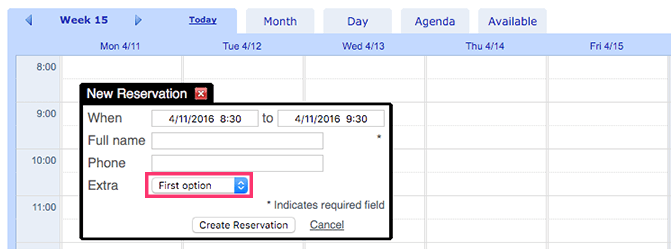 Week 15 Today Month Day Agenda Available
Mon 4/11 Tue 4/12 Wed 4/13 Thu 4/14 Fri 4/15
8:00
9:00
10:00
11:00
New Reservation
When 4/11/2016 8:30 to 4/11/2016 9:30
Full name *
Phone
Extra First option
* Indicates required field
Create Reservation Cancel